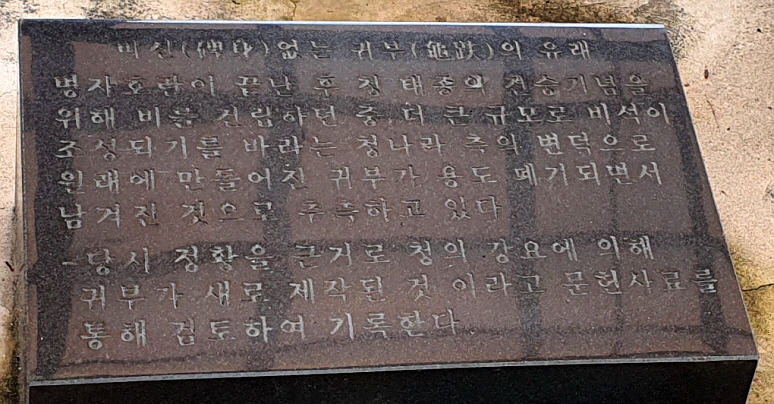 비신(碑身)없는 귀부(龜趺)의 유래
병자호란이 끝난 후 청 태종의 전승기념을
위해 비를 건립하던 중, 더 큰 규모로 비석이
조성되기를 바라는 청나라 측의 변덕으로
원래에 만들어진 귀부가 용도 폐기되면서
남겨진 것으로 추측하고 있다
-당시 정황을 근거로 청의 강요에 의해
귀부가 새로 제작된 것 이라고 문헌사료를
통해 검토하여 기록한다